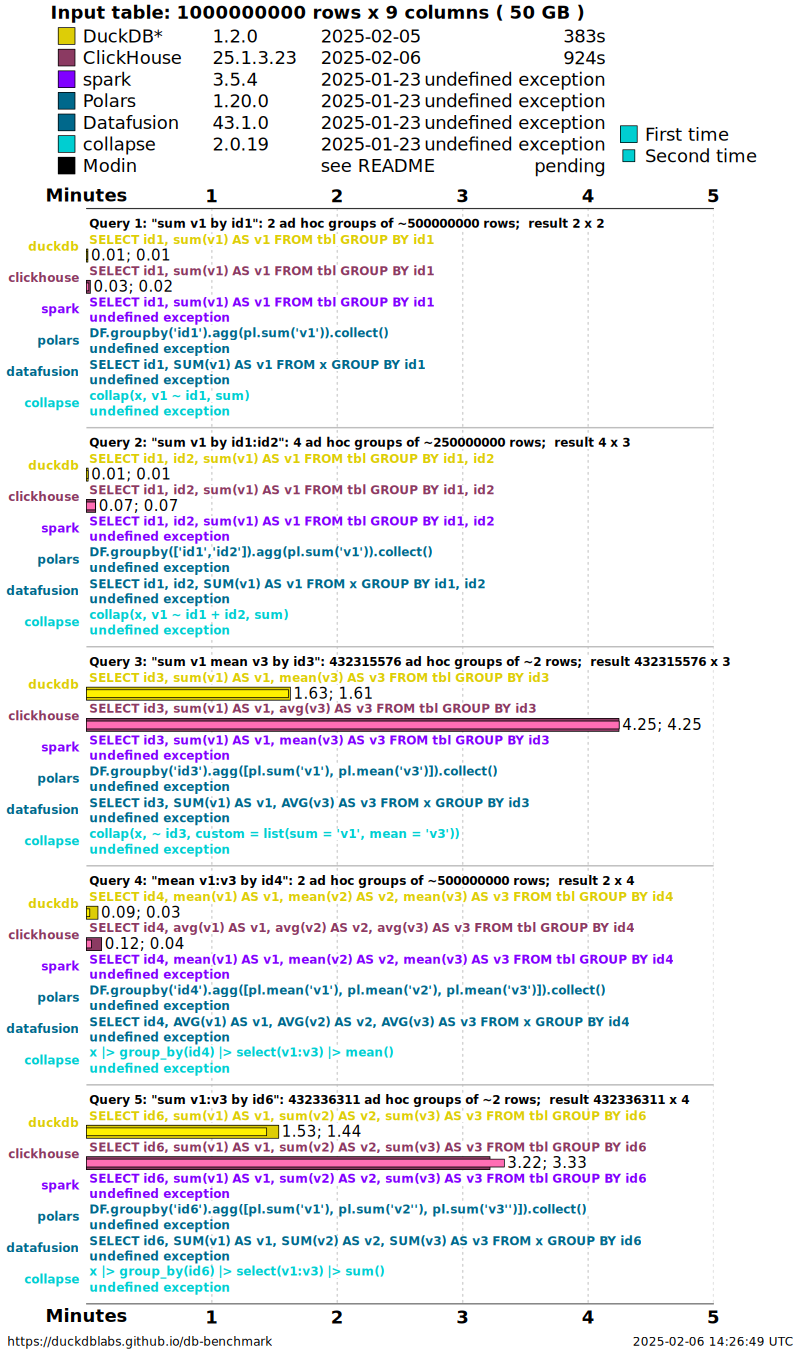 Input table: 1000000000 rows x 9 columns ( 50 GB )
DuckDB* 1.2.0 2025-02-05 383s
ClickHouse 25.1.3.23 2025-02-06 924s
spark 3.5.4 2025-01-23 undefined exception
Polars 1.20.0 2025-01-23 undefined exception
Datafusion 43.1.0 2025-01-23 undefined exception
collapse 2.0.19 2025-01-23 undefined exception
Modin see README pending
First time
Second time
Minutes 1 2 3 4 5
Query 1: "sum v1 by id1": 2 ad hoc groups of ~500000000 rows; result 2 x 2
duckdb SELECT id1, sum(v1) AS v1 FROM tbl GROUP BY id1
0.01; 0.01
clickhouse SELECT id1, sum(v1) AS v1 FROM tbl GROUP BY id1
0.03; 0.02
spark SELECT id1, sum(v1) AS v1 FROM tbl GROUP BY id1
undefined exception
polars DF.groupby('id1').agg(pl.sum('v1')).collect()
undefined exception
datafusion SELECT id1, SUM(v1) AS v1 FROM x GROUP BY id1
undefined exception
collapse collap(x, v1 ~ id1, sum)
undefined exception
Query 2: "sum v1 by id1:id2": 4 ad hoc groups of ~250000000 rows; result 4 x 3
duckdb SELECT id1, id2, sum(v1) AS v1 FROM tbl GROUP BY id1, id2
0.01; 0.01
clickhouse SELECT id1, id2, sum(v1) AS v1 FROM tbl GROUP BY id1, id2
0.07; 0.07
spark SELECT id1, id2, sum(v1) AS v1 FROM tbl GROUP BY id1, id2
undefined exception
polars DF.groupby(['id1','id2']).agg(pl.sum('v1')).collect()
undefined exception
datafusion SELECT id1, id2, SUM(v1) AS v1 FROM x GROUP BY id1, id2
undefined exception
collapse collap(x, v1 ~ id1 + id2, sum)
undefined exception
Query 3: "sum v1 mean v3 by id3": 432315576 ad hoc groups of ~2 rows; result 432315576 x 3
duckdb SELECT id3, sum(v1) AS v1, mean(v3) AS v3 FROM tbl GROUP BY id3
1.63; 1.61
clickhouse SELECT id3, sum(v1) AS v1, avg(v3) AS v3 FROM tbl GROUP BY id3
4.25; 4.25
spark SELECT id3, sum(v1) AS v1, mean(v3) AS v3 FROM tbl GROUP BY id3
undefined exception
polars DF.groupby('id3').agg([pl.sum('v1'), pl.mean('v3')]).collect()
undefined exception
datafusion SELECT id3, SUM(v1) AS v1, AVG(v3) AS v3 FROM x GROUP BY id3
undefined exception
collapse collap(x, ~ id3, custom = list(sum = 'v1', mean = 'v3'))
undefined exception
Query 4: "mean v1:v3 by id4": 2 ad hoc groups of ~500000000 rows; result 2 x 4
duckdb SELECT id4, mean(v1) AS v1, mean(v2) AS v2, mean(v3) AS v3 FROM tbl GROUP BY id4
0.09; 0.03
clickhouse SELECT id4, avg(v1) AS v1, avg(v2) AS v2, avg(v3) AS v3 FROM tbl GROUP BY id4
0.12; 0.04
spark SELECT id4, mean(v1) AS v1, mean(v2) AS v2, mean(v3) AS v3 FROM tbl GROUP BY id4
undefined exception
polars DF.groupby('id4').agg([pl.mean('v1'), pl.mean('v2'), pl.mean('v3')]).collect()
undefined exception
datafusion SELECT id4, AVG(v1) AS v1, AVG(v2) AS v2, AVG(v3) AS v3 FROM x GROUP BY id4
undefined exception
collapse x |> group_by(id4) |> select(v1:v3) |> mean()
undefined exception
Query 5: "sum v1:v3 by id6": 432336311 ad hoc groups of ~2 rows; result 432336311 x 4
duckdb SELECT id6, sum(v1) AS v1, sum(v2) AS v2, sum(v3) AS v3 FROM tbl GROUP BY id6
1.53; 1.44
clickhouse SELECT id6, sum(v1) AS v1, sum(v2) AS v2, sum(v3) AS v3 FROM tbl GROUP BY id6
3.22; 3.33
spark SELECT id6, sum(v1) AS v1, sum(v2) AS v2, sum(v3) AS v3 FROM tbl GROUP BY id6
undefined exception
polars DF.groupby('id6').agg([pl.sum('v1'), pl.sum('v2''), pl.sum('v3'')]).collect()
undefined exception
datafusion SELECT id6, SUM(v1) AS v1, SUM(v2) AS v2, SUM(v3) AS v3 FROM x GROUP BY id6
undefined exception
collapse x |> group_by(id6) |> select(v1:v3) |> sum()
undefined exception
Minutes 1 2 3 4 5
https://duckdblabs.github.io/db-benchmark 2025-02-06 14:26:49 UTC